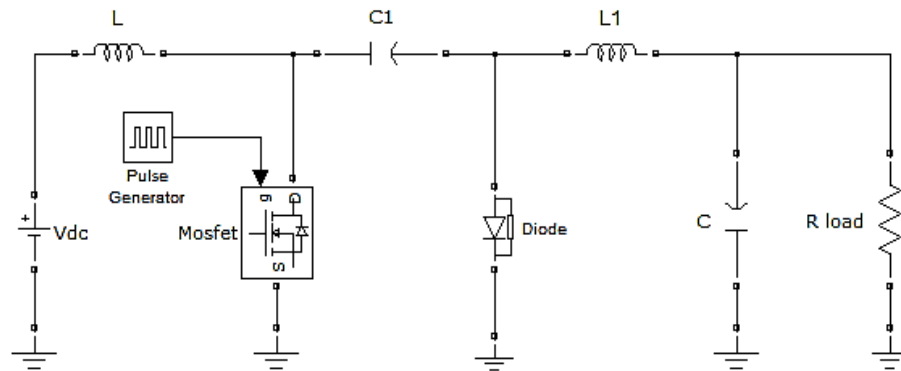 L
C1
L1
Pulse
Generator
g
D
Mosfet
S
+
Vdc
Diode
C
R load